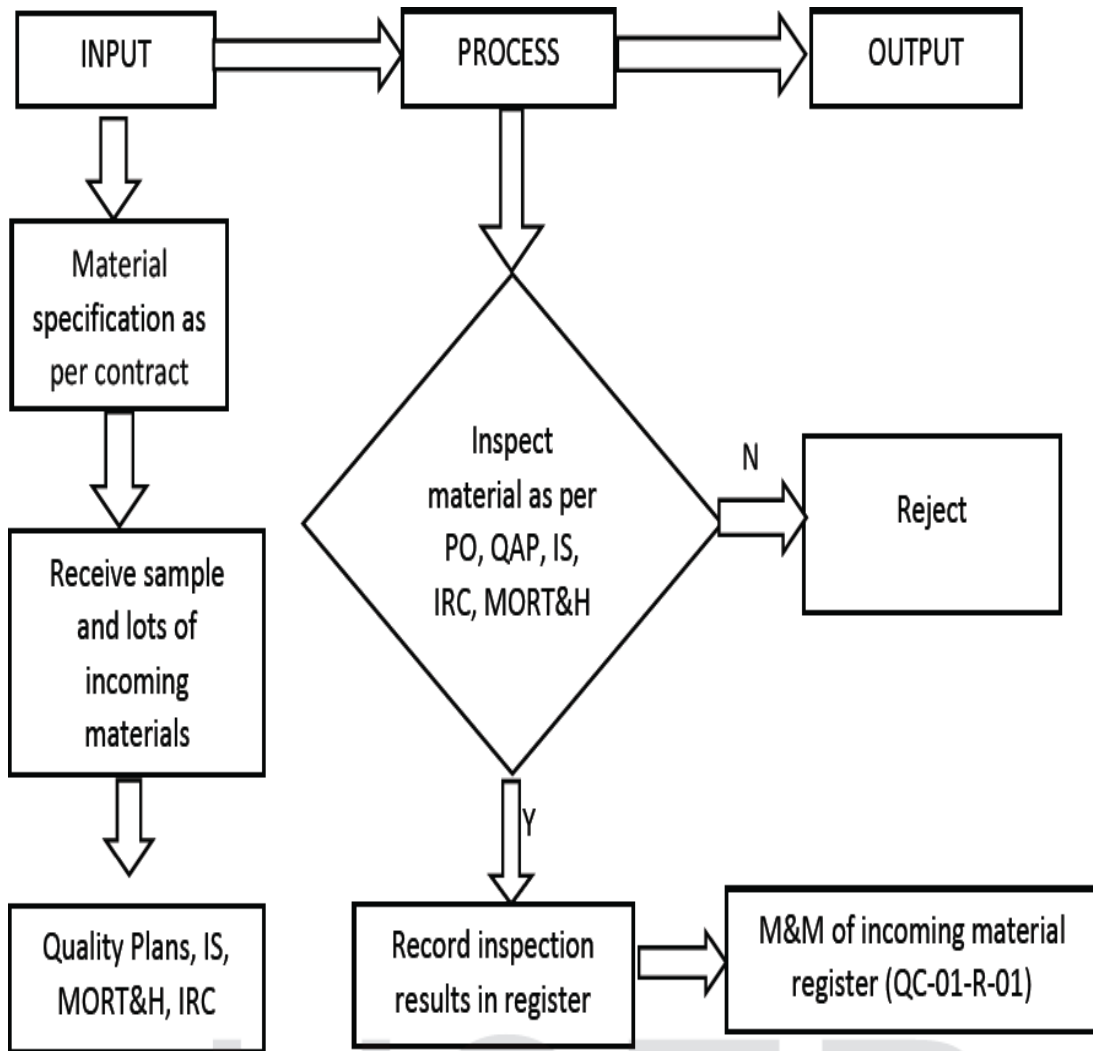 INPUT
PROCESS
OUTPUT
Material
specification as
per contract
Receive sample
and lots of
incoming
materials
Quality Plans, IS,
MORT&H, IRC
Inspect
material as per
PO, QAP, IS,
IRC, MORT&H
N
Reject
Y
Record inspection
results in register
M&M of incoming material
register (QC-01-R-01)